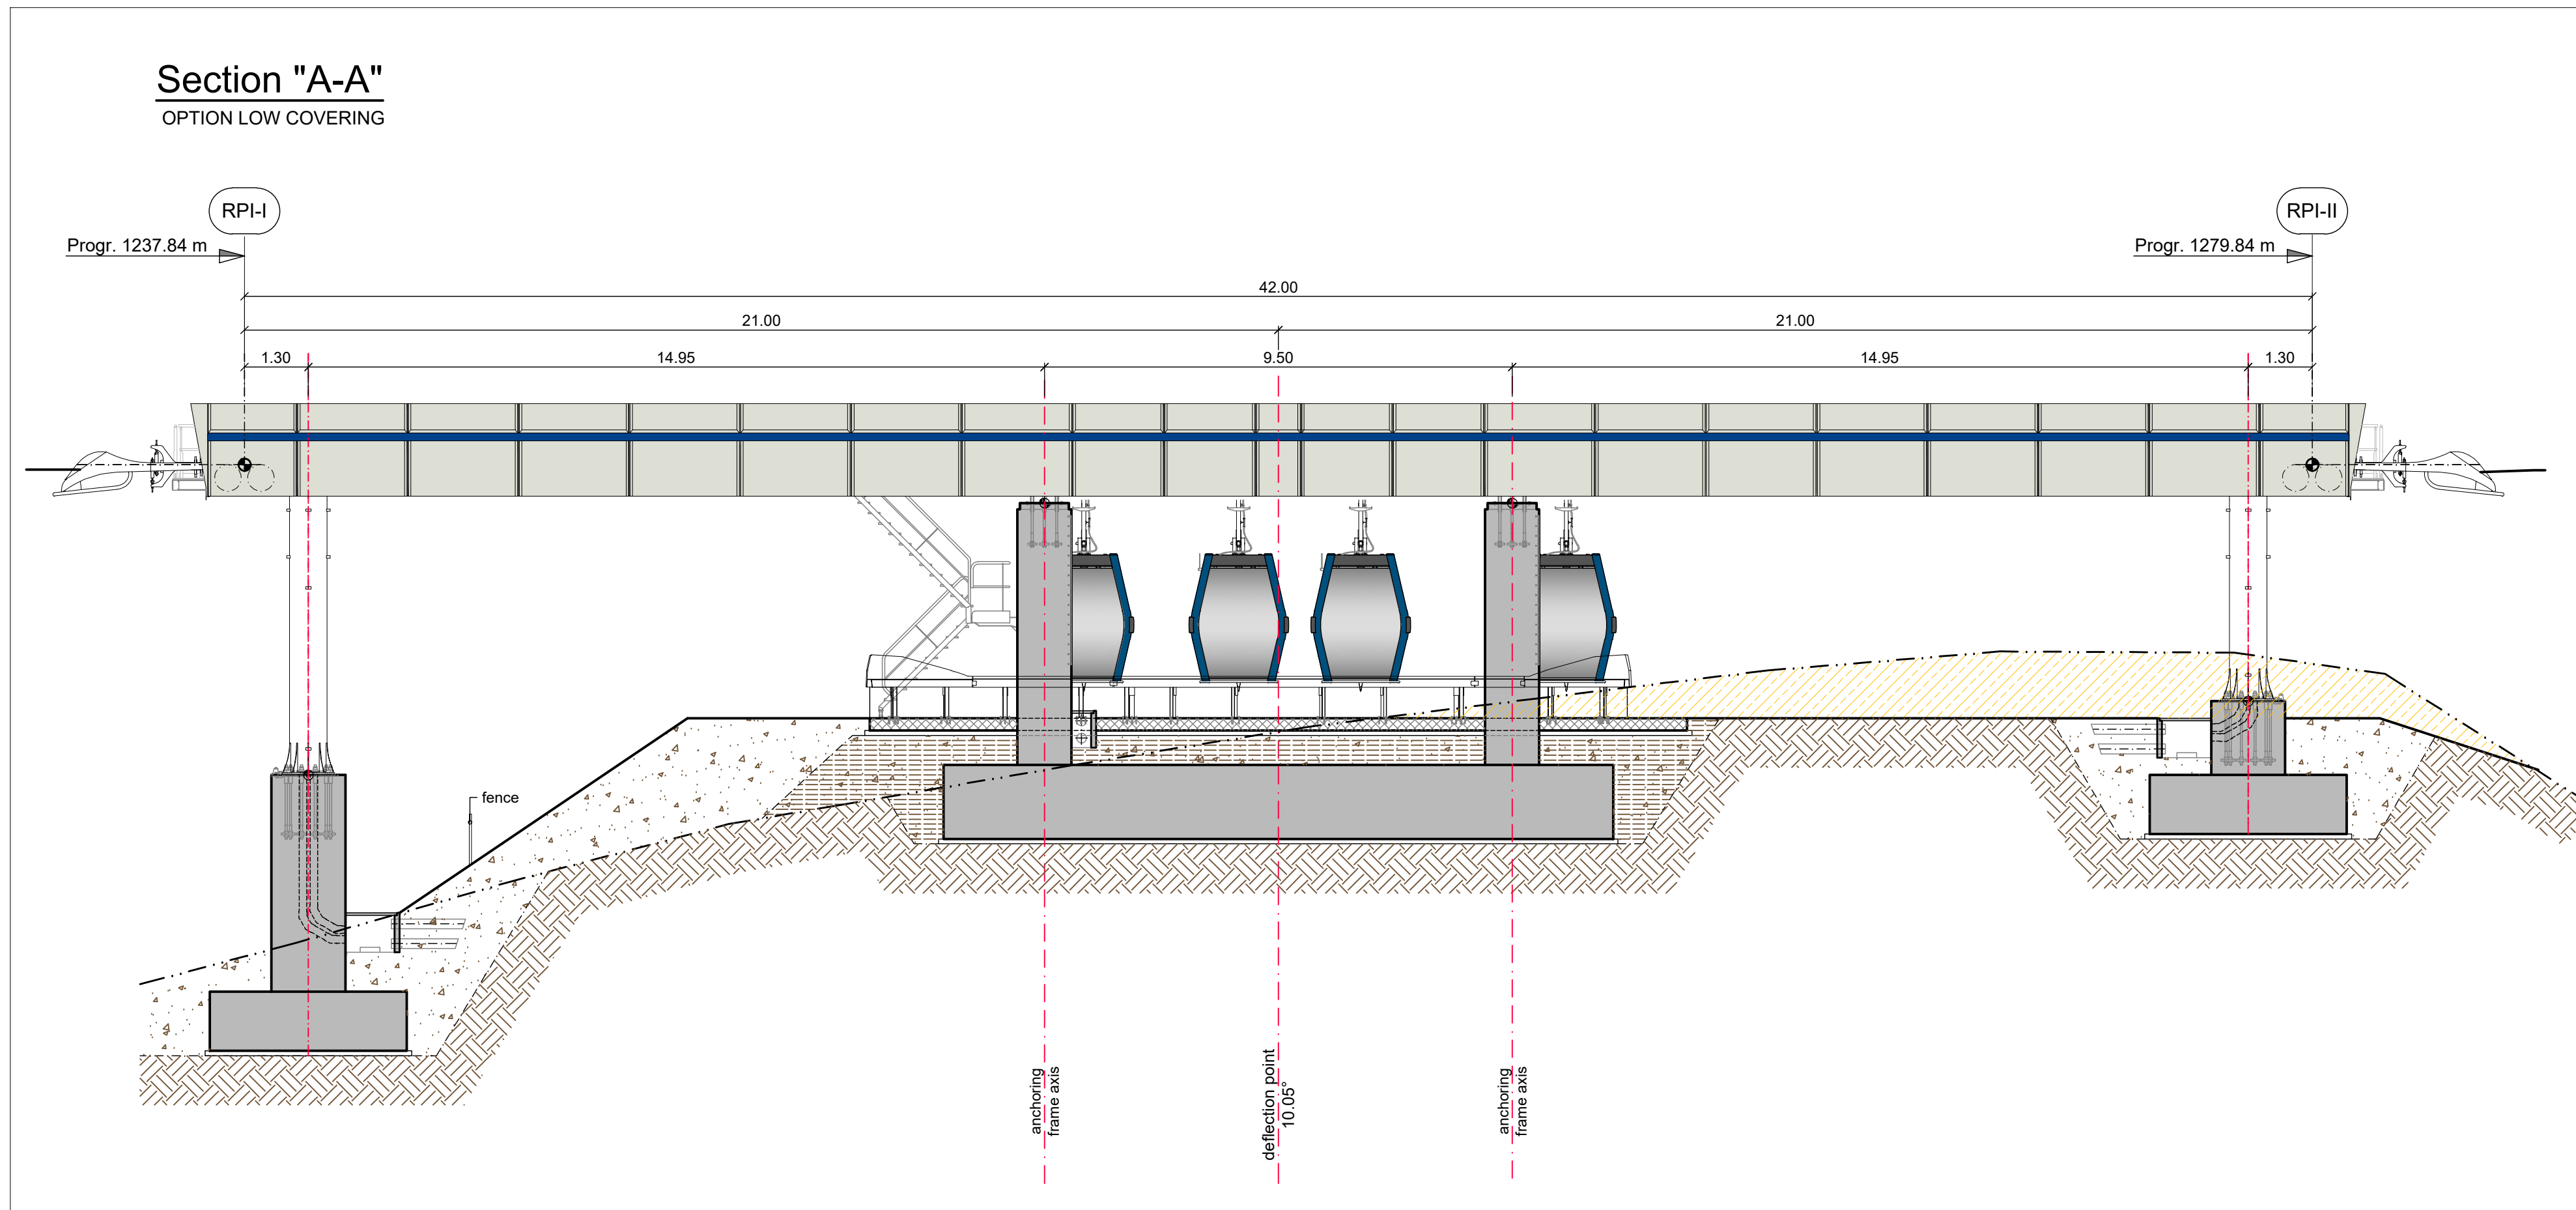 Section "A-A"
OPTION LOW COVERING
RPI-I
RPI-II
Progr. 1237.84 m
Progr. 1279.84 m
42.00
21.00
21.00
1.30
14.95
9.50
14.95
1.30
fence
anchoring
frame axis
deflection point
10.05°
anchoring
frame axis